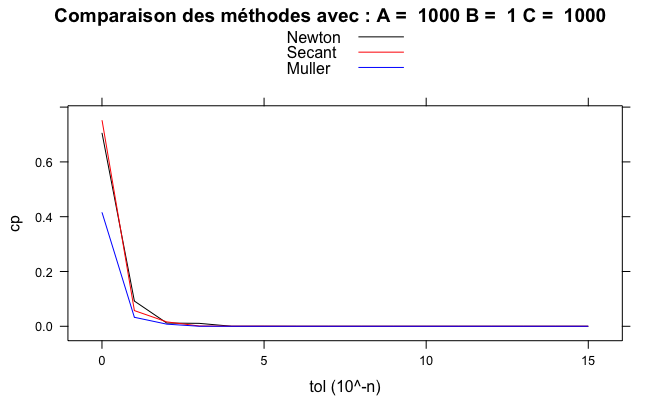 Comparaison des méthodes avec : A = 1000 B = 1 C = 1000
Newton
Secant
Muller
cp
0.6
0.4
0.2
0.0
0 5 10 15
tol (10^-n)